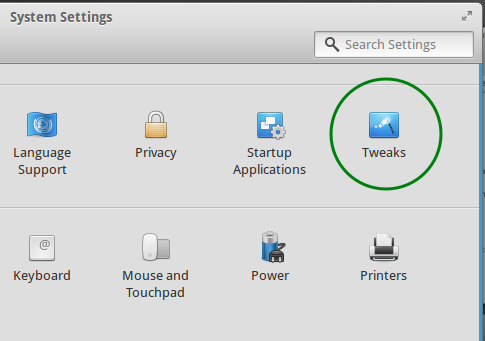 System Settings
Search Settings
Language
Support
Privacy
Startup
Applications
Tweaks
@
Keyboard
Mouse and
Touchpad
Power
Printers